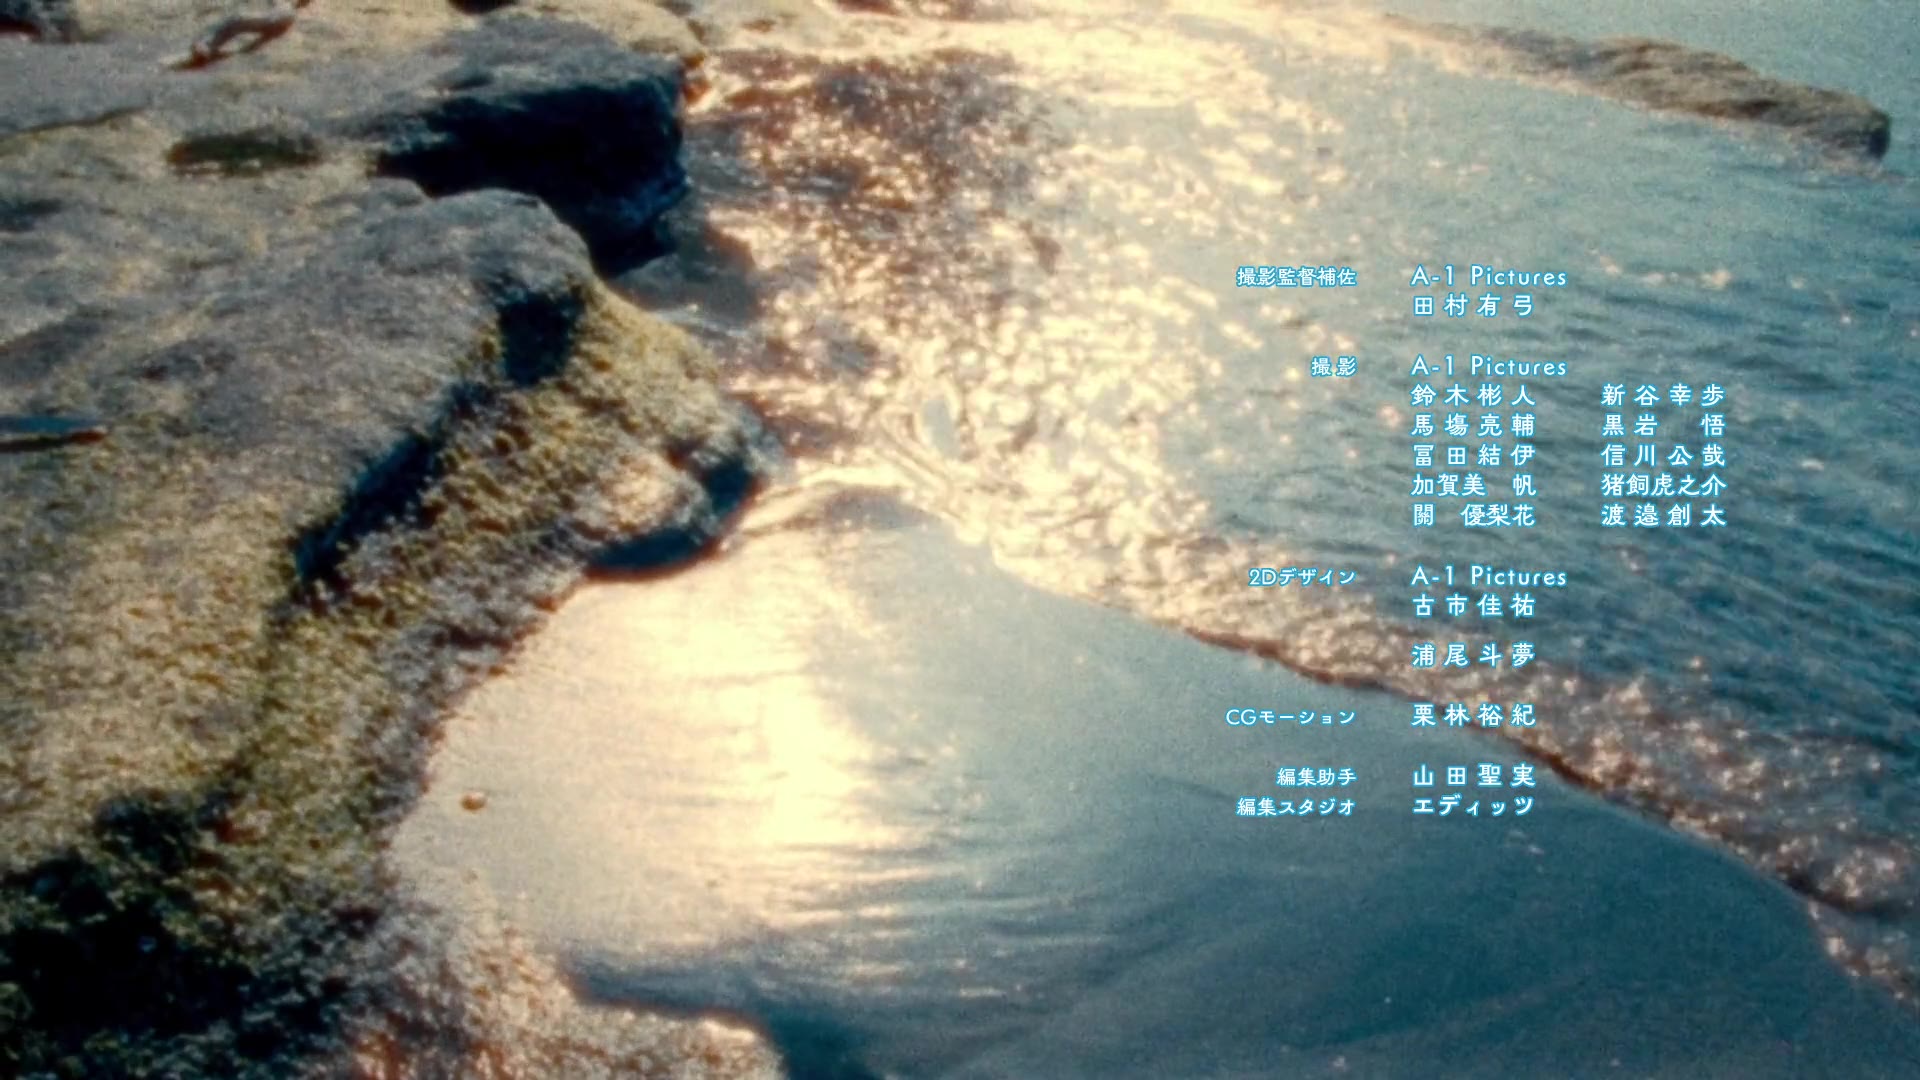 撮影監督補佐 A-1 Pictures
田村有弓
撮影 A-1 Pictures
鈴木彬人 新谷幸歩
馬塲亮輔 黒岩 悟
冨田結伊 信川公哉
加賀美 帆 猪飼虎之介
關 優梨花 渡邉創太
2Dデザイン A-1 Pictures
古市佳祐
浦尾斗夢
CGモーション 栗林裕紀
編集助手 山田聖実
編集スタジオ エディッツ